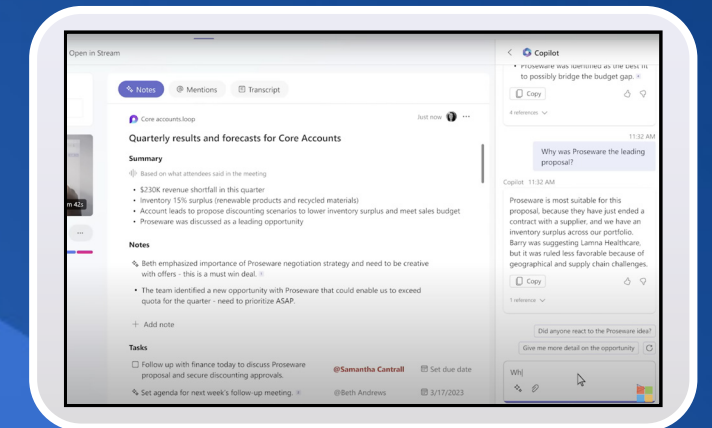 Open in Stream
Notes
Mentions
Transcript
Core accounts loop
Just now
Quarterly results and forecasts for Core Accounts
Summary
Based on what attendees said in the meeting
• $230K revenue shortfall in this quarter
• Inventory 15% surplus (renewable products and recycled materials)
• Account leads to propose discounting scenarios to lower inventory surplus and meet sales budget
• Proseware was discussed as a leading opportunity
Notes
Beth emphasized importance of Proseware negotiation strategy and need to be creative
with offers - this is a must win deal.
• The team identified a new opportunity with Proseware that could enable us to exceed
quota for the quarter - need to prioritize ASAP.
+ Add note
Tasks
Follow up with finance today to discuss Proseware
proposal and secure discounting approvals.
@Samantha Cantrall
Set due date
Set agenda for next week's follow-up meeting.
@Beth Andrews
3/17/2023
m 42s
Copilot
• Proseware was identified as the best fit
to possibly bridge the budget gap.
Copy
4 references
11:32 AM
Why was Proseware the leading
proposal?
Copilot 11:32 AM
Proseware is most suitable for this
proposal, because they have just ended a
contract with a supplier, and we have an
inventory surplus across our portfolio.
Barry was suggesting Lamna Healthcare,
but it was ruled less favorable because of
geographical and supply chain challenges.
Copy
1 reference
Did anyone react to the Proseware idea?
Give me more detail on the opportunity
Wh